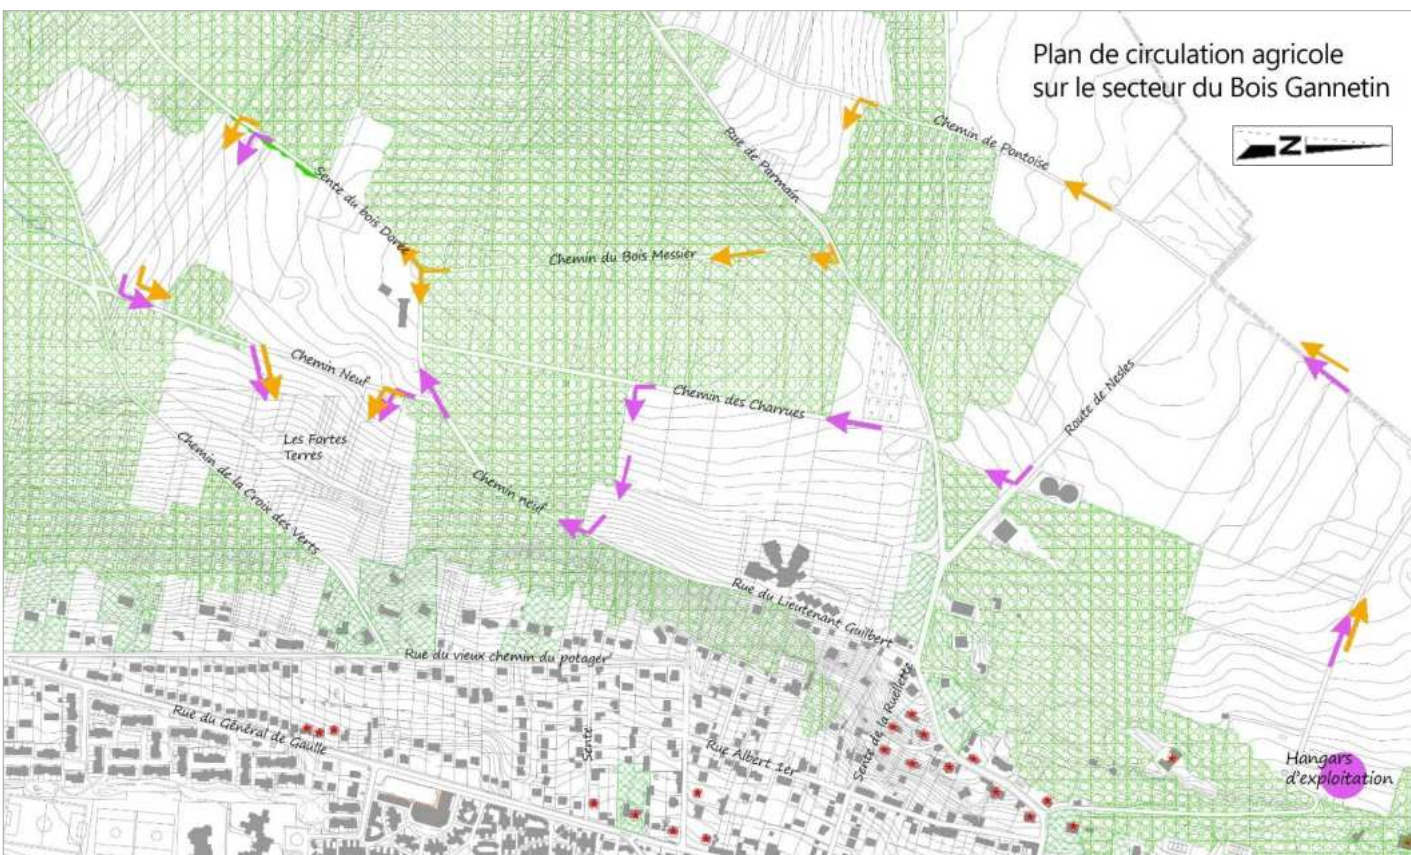 Plan de circulation agricole
sur le secteur du Bois Gannetin
N
Chemin de Pontoise
Rue de Parmain
Sente du bois Dorée
Chemin du Bois Messier
Chemin Neuf
Chemin des Charrues
Route de Nesles
Les Fortes
Terres
Chemin de la Croix des Verts
Chemin neuf
Rue du Lieutenant Guilbert
Rue du vieux chemin du potager
Sente de la Ruellette
Rue du Général de Gaulle
Sente
Rue Albert 1er
Hangars
d'exploitation